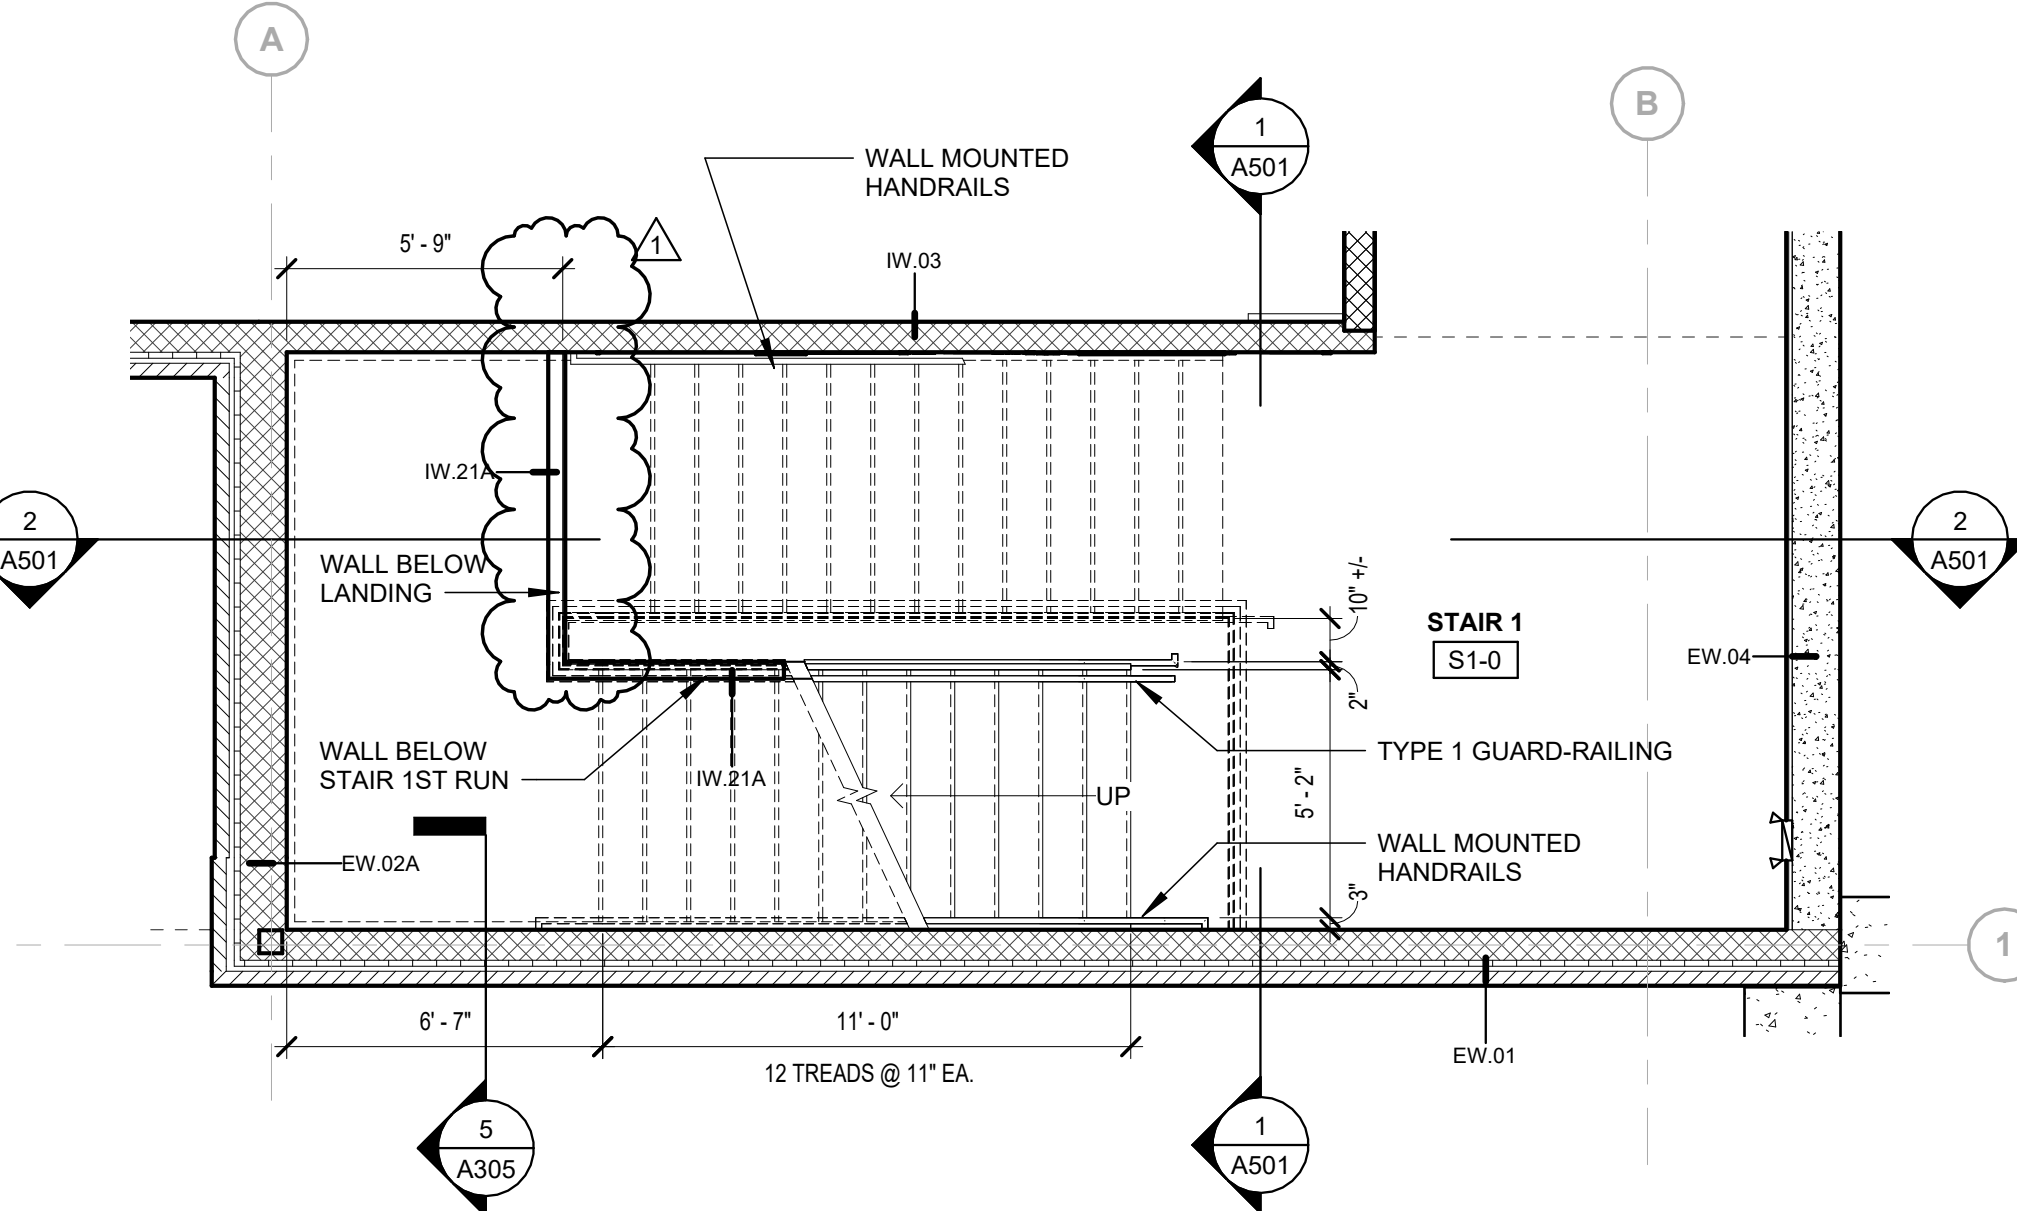 A
B
1
A501
WALL MOUNTED
HANDRAILS
1
5' - 9"
IW.03
IW.21A
2
A501
2
A501
WALL BELOW
LANDING
10" +/-
STAIR 1
S1-0
EW.04
2"
WALL BELOW
STAIR 1ST RUN
IW.21A
UP
TYPE 1 GUARD-RAILING
5' - 2"
WALL MOUNTED
HANDRAILS
EW.02A
3"
1
6' - 7"
11' - 0"
12 TREADS @ 11" EA.
EW.01
5
A305
1
A501